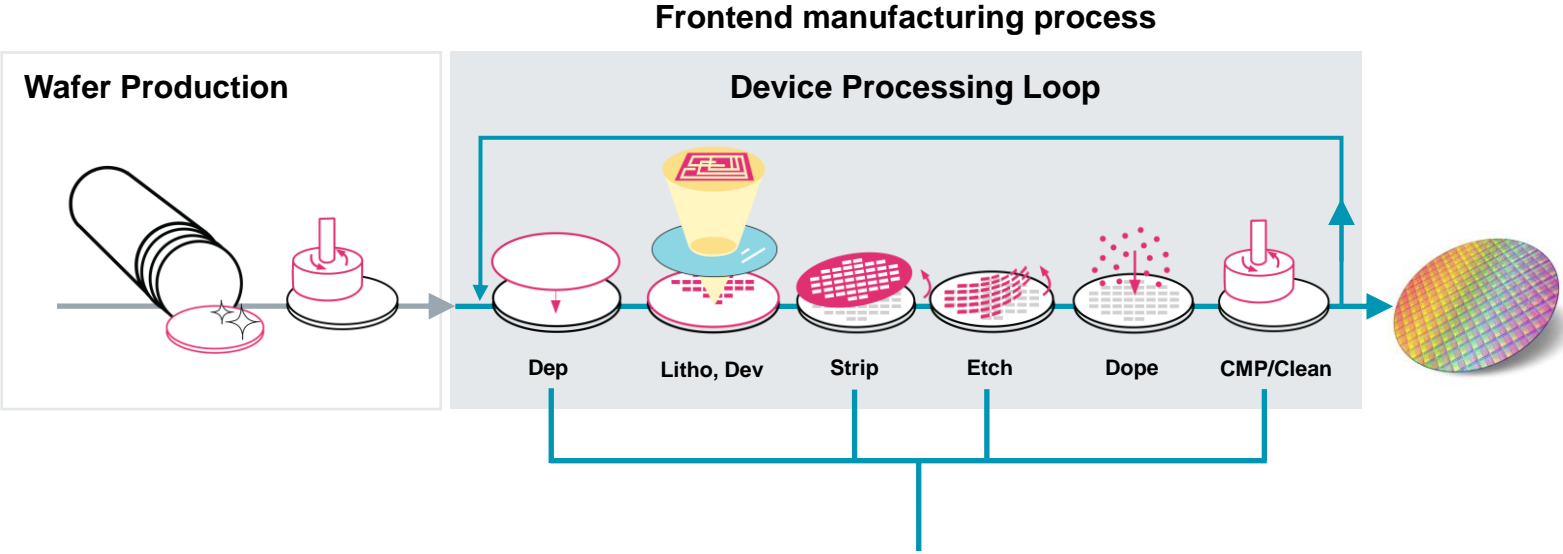 Frontend manufacturing process
Wafer Production
Device Processing Loop
Dep
Litho, Dev
Strip
Etch
Dope
CMP/Clean